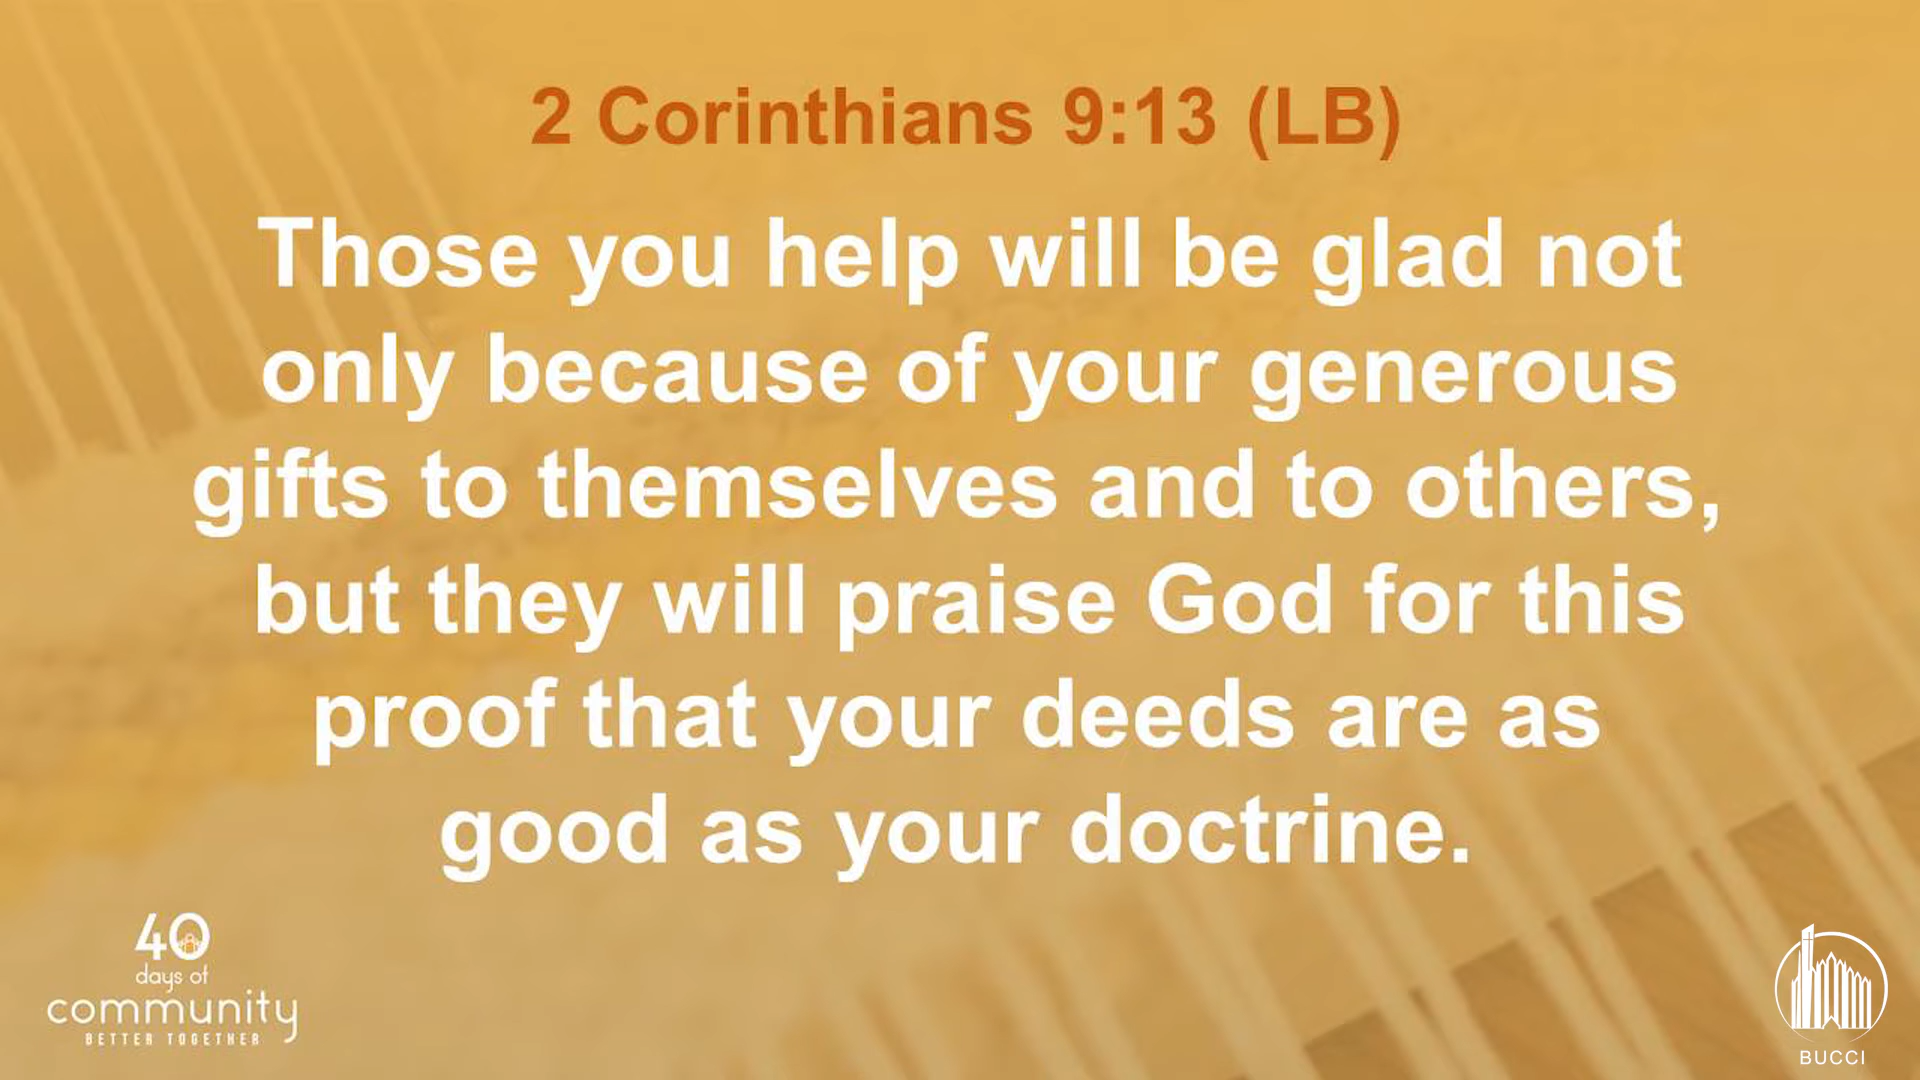 2 Corinthians 9:13 (LB)
Those you help will be glad not
only because of your generous
gifts to themselves and to others,
but they will praise God for this
proof that your deeds are as
good as your doctrine.
40
days of
community
BETTER TOGETHER
BUCCI